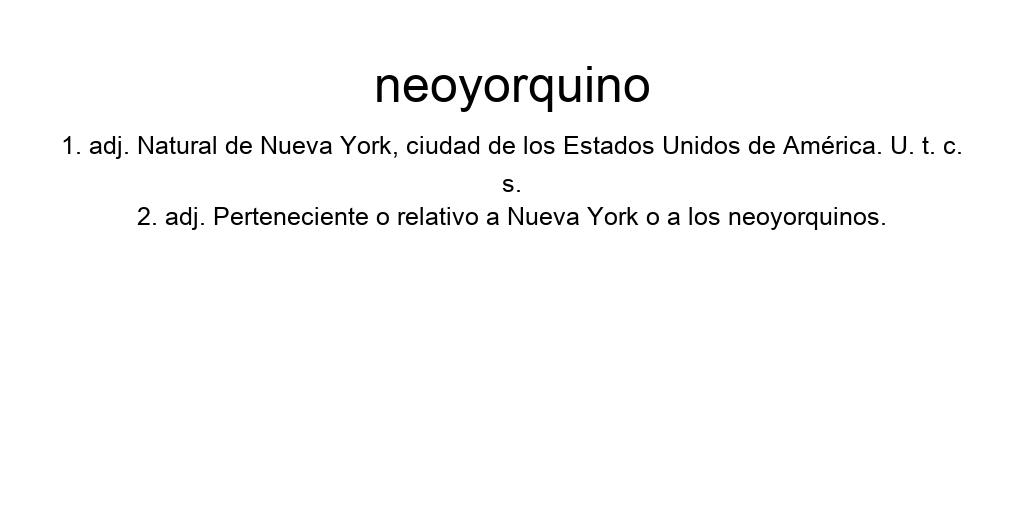 neoyorquino
1. adj. Natural de Nueva York, ciudad de los Estados Unidos de América. U. t. c.
s.
2. adj. Perteneciente o relativo a Nueva York o a los neoyorquinos.